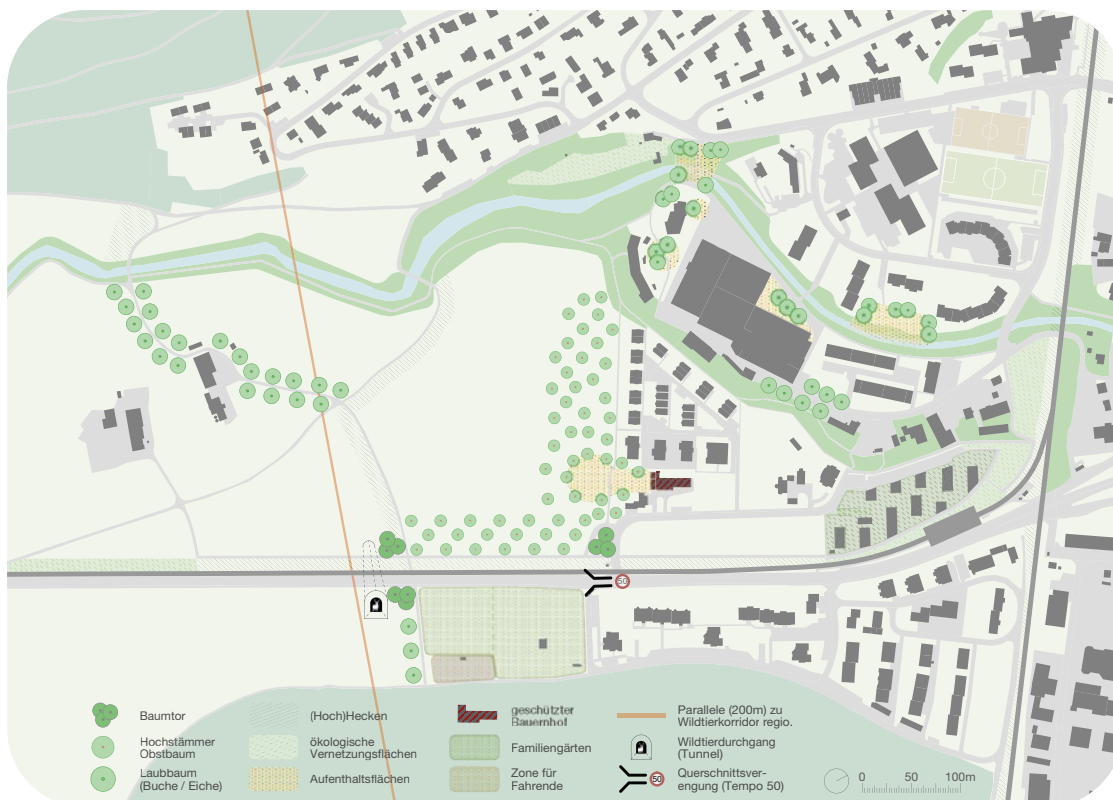 50
Baumtor
(Hoch)Hecken
geschützter
Bauernhof
Parallele (200m) zu
Wildtierkorridor regio.
Hochstämmer
Obstbaum
ökologische
Vernetzungsflächen
Familiengärten
Wildtierdurchgang
(Tunnel)
Laubbaum
(Buche / Eiche)
Aufenthaltsflächen
Zone für
Fahrende
50
Querschnittsver-
engung (Tempo 50)
0 50 100m